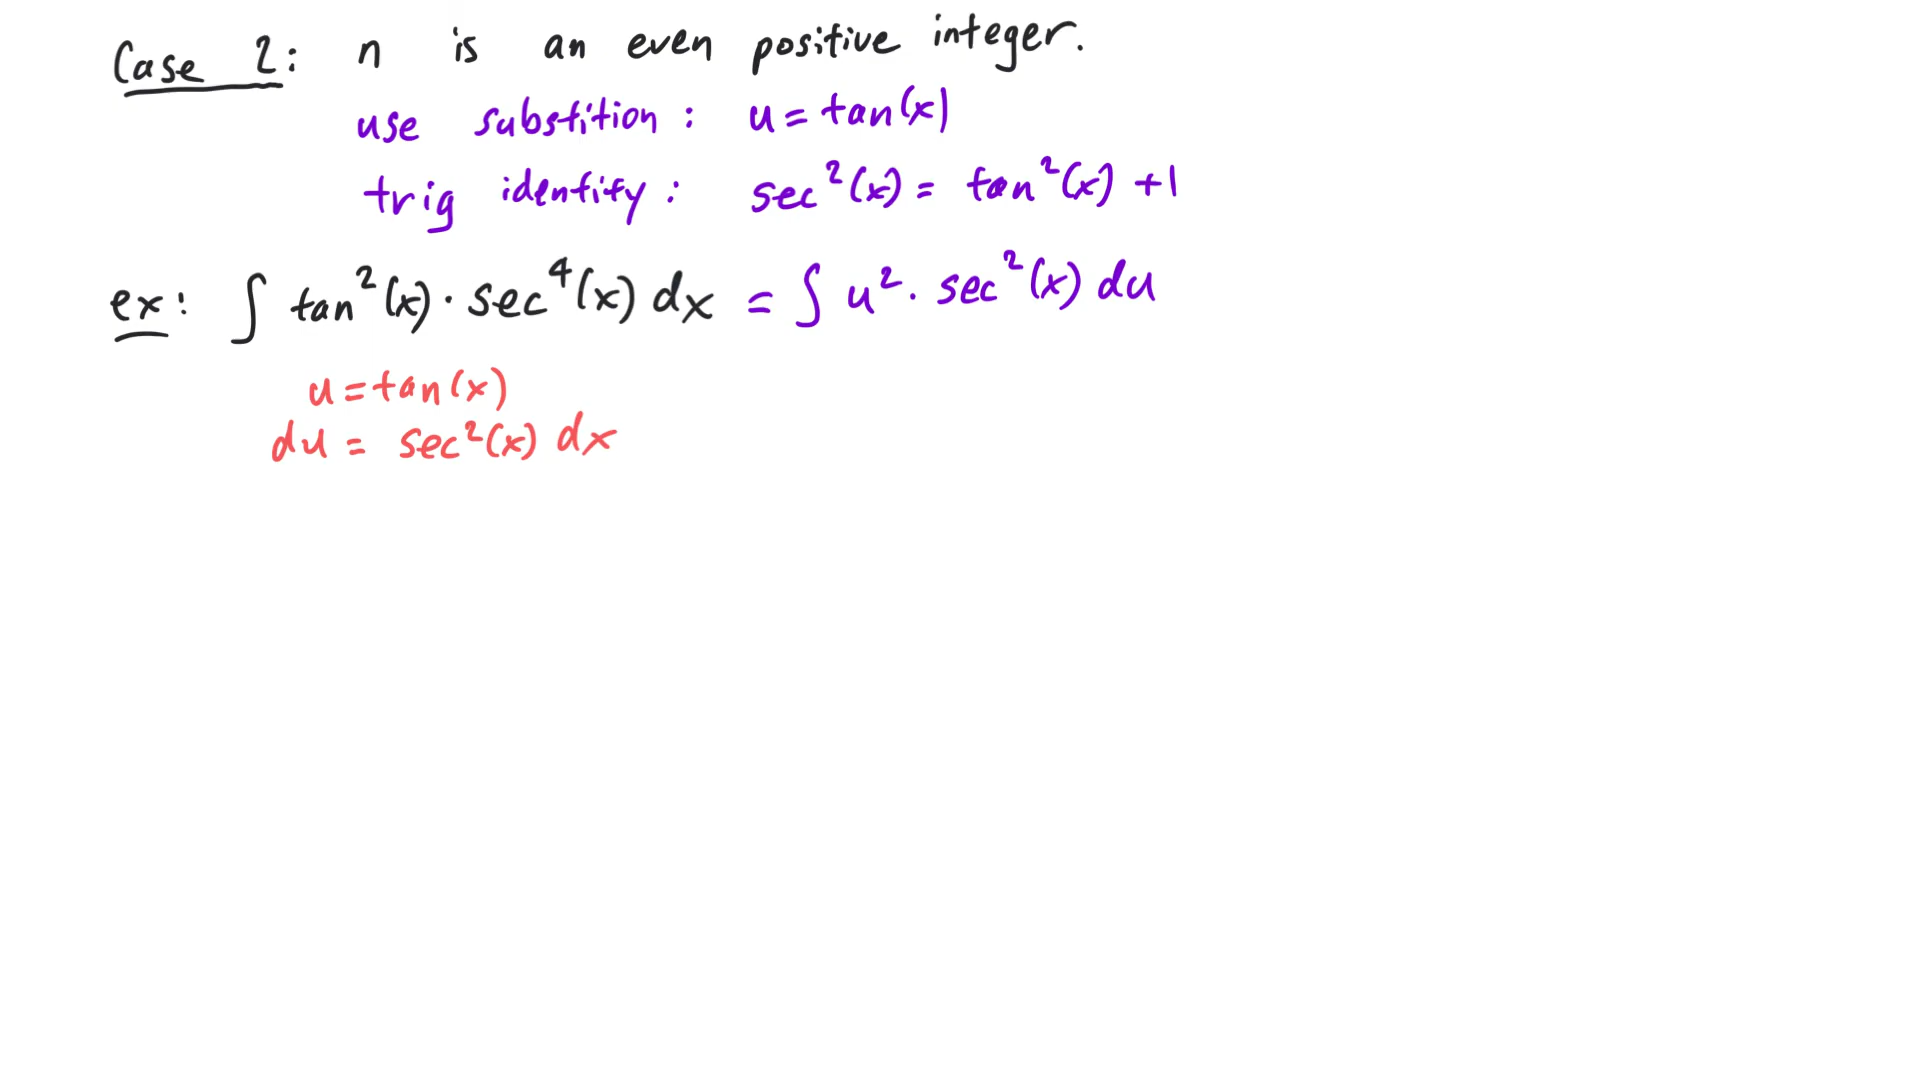 Case 2: n is an even positive integer.
use substition: u = tan(x)
trig identity: sec²(x) = tan²(x) + 1
ex: ∫ tan²(x) · sec⁴(x) dx = ∫ u² · sec²(x) du
u = tan(x)
du = sec²(x) dx